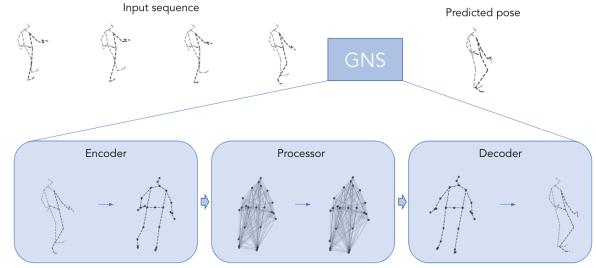 Input sequence
Predicted pose
GNS
Encoder
Processor
Decoder